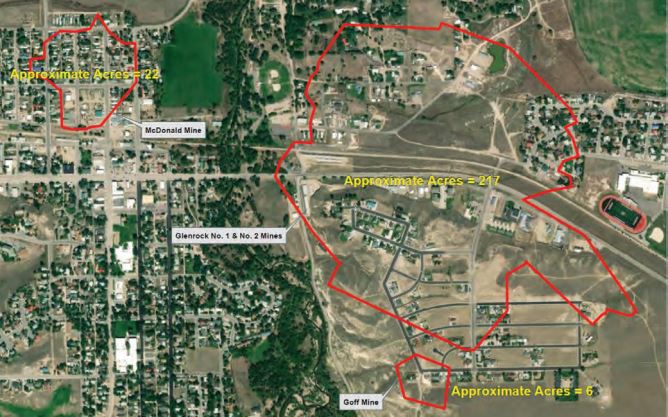 Approximate Acres = 22
McDonald Mine
Approximate Acres = 217
Glenrock No. 1 & No. 2 Mines
Approximate Acres = 6
Goff Mine